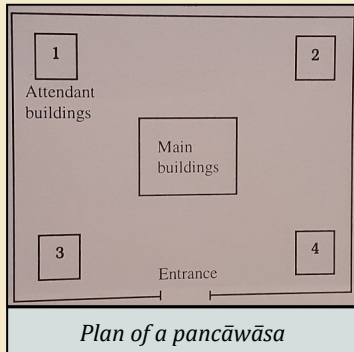 1
2
Attendant
buildings
Main
buildings
3
4
Entrance
Plan of a pancāwāsa